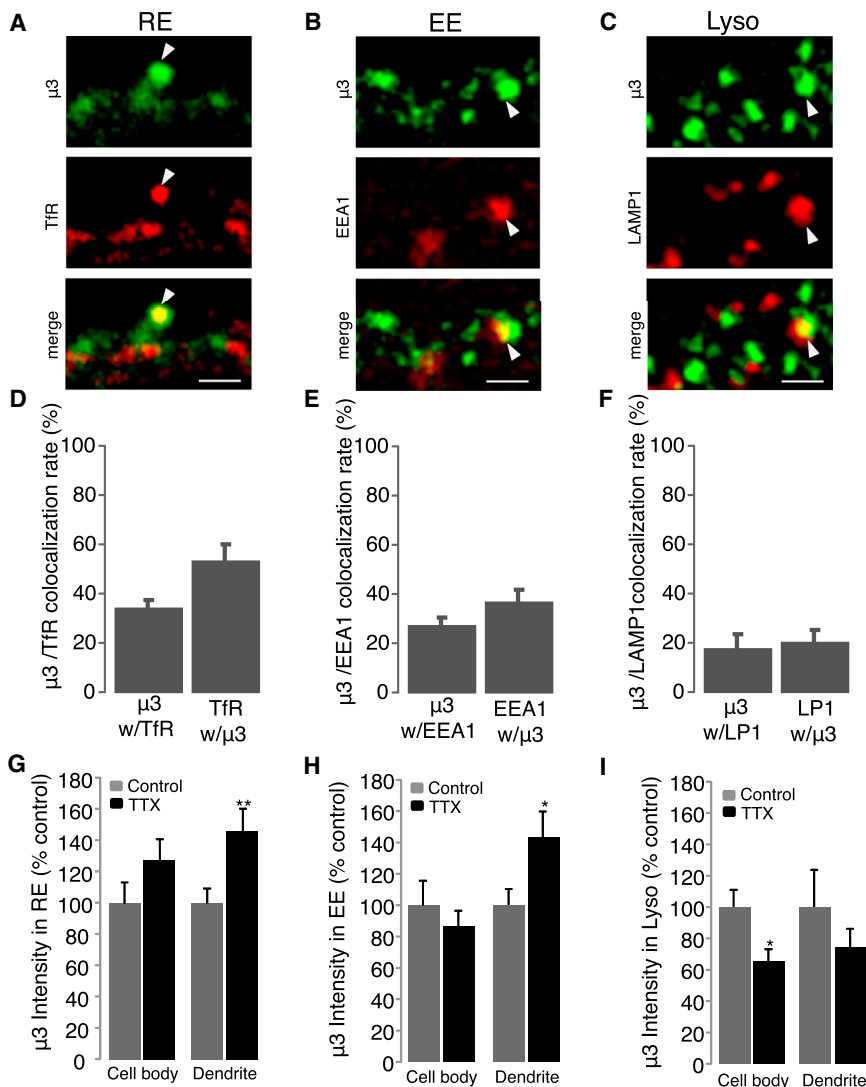 A
RE
B
EE
C
Lyso
µ3
µ3
µ3
TfR
EEA1
LAMP1
merge
merge
merge
D
µ3 /TfR colocalization rate (%)
100
80
60
40
20
0
µ3
w/TfR
TfR
w/µ3
E
µ3 /EEA1 colocalization rate (%)
100
80
60
40
20
0
µ3
w/EEA1
EEA1
w/µ3
F
µ3 /LAMP1colocalization rate (%)
100
80
60
40
20
0
µ3
w/LP1
LP1
w/µ3
G
µ3 Intensity in RE (% control)
180
160
140
120
100
80
60
40
20
0
Control
TTX
**
Cell body
Dendrite
H
µ3 Intensity in EE (% control)
180
160
140
120
100
80
60
40
20
0
Control
TTX
*
Cell body
Dendrite
I
µ3 Intensity in Lyso (% control)
180
160
140
120
100
80
60
40
20
0
Control
TTX
*
Cell body
Dendrite